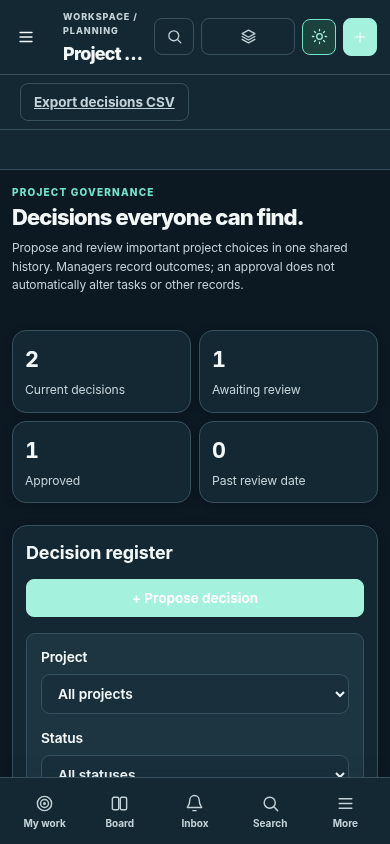 WORKSPACE /
PLANNING
Project ...
Export decisions CSV
PROJECT GOVERNANCE
Decisions everyone can find.
Propose and review important project choices in one shared
history. Managers record outcomes; an approval does not
automatically alter tasks or other records.
2
Current decisions
1
Awaiting review
1
Approved
0
Past review date
Decision register
+ Propose decision
Project
All projects
Status
All statuses
My work
Board
Inbox
Search
More